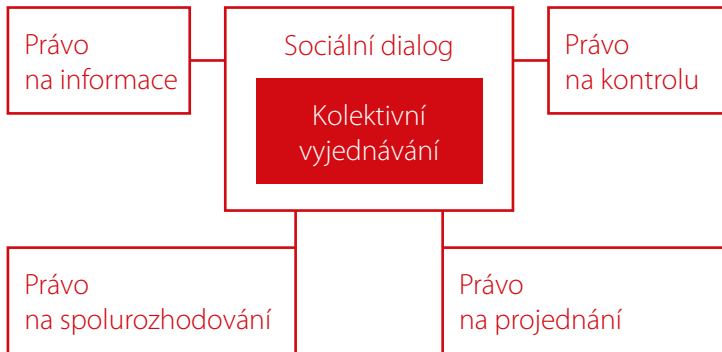 Právo
na informace
Sociální dialog
Kolektivní
vyjednávání
Právo
na kontrolu
Právo
na spolurozhodování
Právo
na projednání